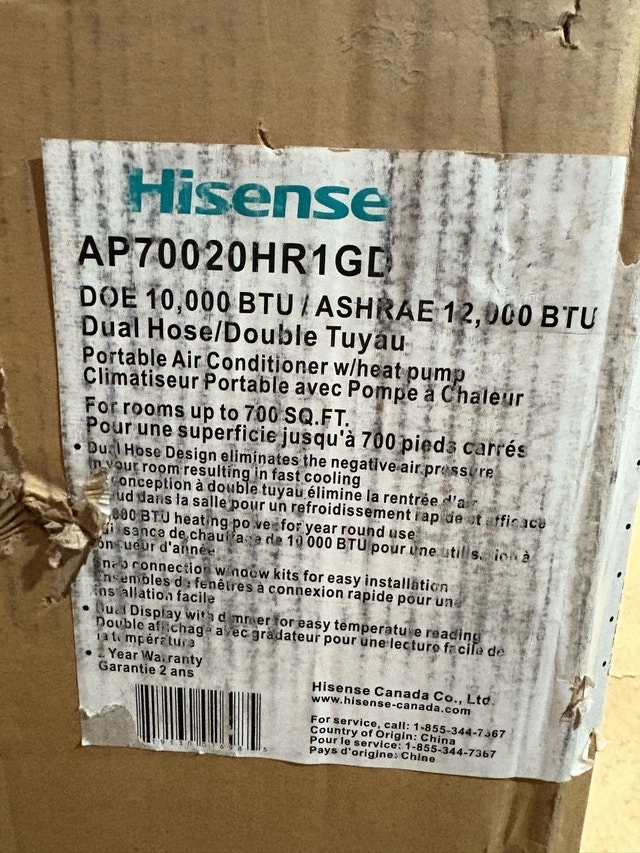 Hisense
AP70020HR1GD
DOE 10,000 BTU / ASHRAE 12,000 BTU
Dual Hose/Double Tuyau
Portable Air Conditioner w/heat pump
Climatiseur Portable avec Pompe à Chaleur
For rooms up to 700 SQ.FT.
Pour une superficie jusqu'à 700 pieds carrés
• Dual Hose Design eliminates the negative air pressure
in your room resulting in fast cooling
conception à double tuyau élimine la rentrée d'a
ud dans la salle pour un refroidissement rapide et efficace
000 BTU heating power for year round use
de chauffage de 10 000 BTU pour une utilis
ueur d'année
Snap connection window kits for easy installation
Ensembles de fenêtres à connexion rapide pour une
installation facile
• Dual Display with dimmer for easy temperature reading
Double affichage avec gradateur pour une lecture facile de
la température
• 2 Year Warranty
Garantie 2 ans
Hisense Canada Co., Ltd.
www.hisense-canada.com
For service, call: 1-855-344-7367
Country of Origin: China
Pour le service: 1-855-344-7367
Pays d'origine: Chine